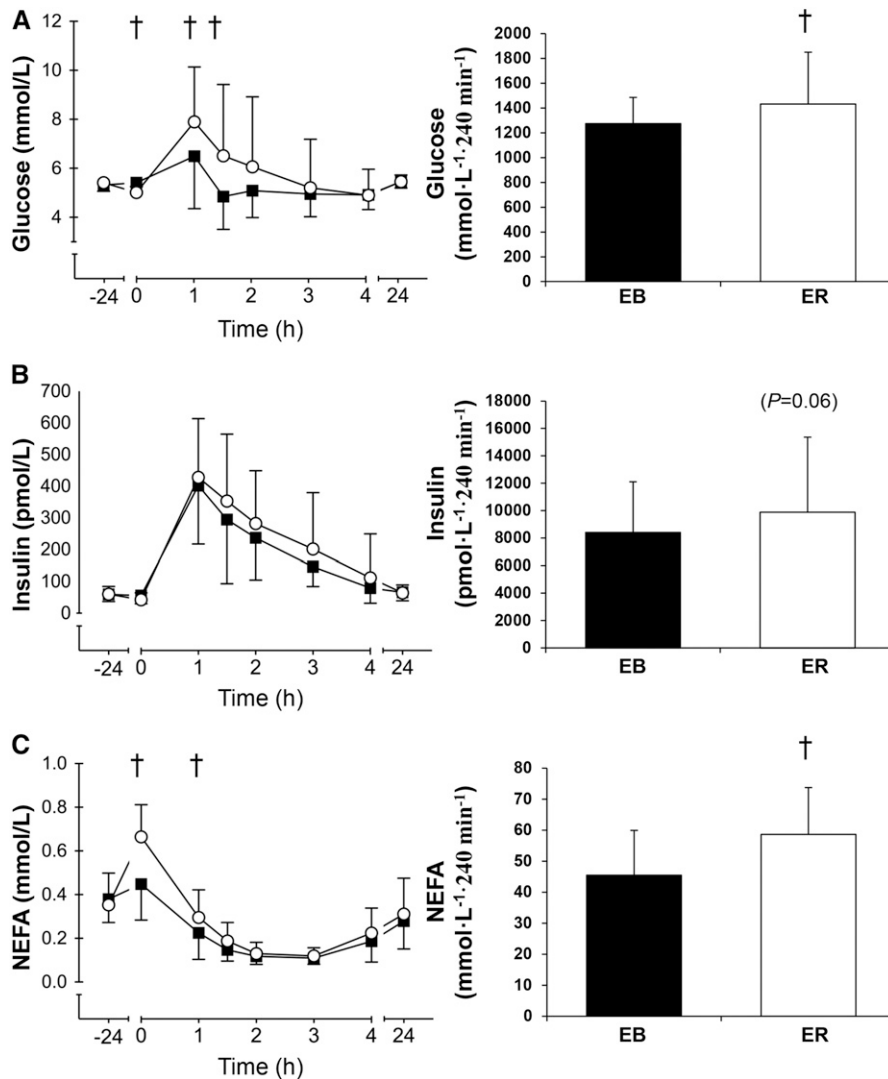 A
† † †
12
10
8
6
4
Glucose (mmol/L)
-24 0 1 2 3 4 24
Time (h)
†
2000
1800
1600
1400
1200
1000
800
600
400
200
0
Glucose
(mmol·L⁻¹·240 min⁻¹)
EB ER
B
700
600
500
400
300
200
100
0
Insulin (pmol/L)
-24 0 1 2 3 4 24
Time (h)
(P=0.06)
18000
16000
14000
12000
10000
8000
6000
4000
2000
0
Insulin
(pmol·L⁻¹·240 min⁻¹)
EB ER
C
† †
1.0
0.8
0.6
0.4
0.2
0.0
NEFA (mmol/L)
-24 0 1 2 3 4 24
Time (h)
†
80
70
60
50
40
30
20
10
0
NEFA
(mmol·L⁻¹·240 min⁻¹)
EB ER